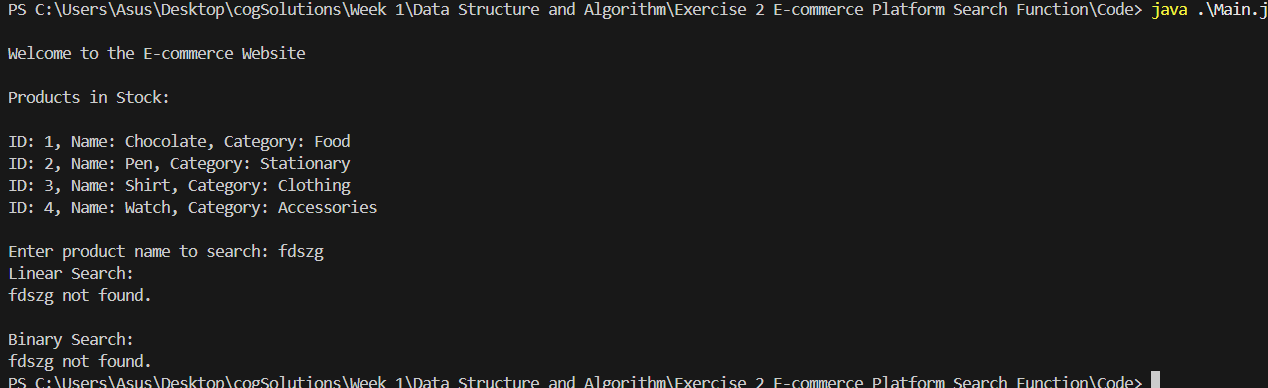 PS C:\Users\Asus\Desktop\cogSolutions\Week 1\Data Structure and Algorithm\Exercise 2 E-commerce Platform Search Function\Code> java .\Main.j
Welcome to the E-commerce Website
Products in Stock:
ID: 1, Name: Chocolate, Category: Food
ID: 2, Name: Pen, Category: Stationary
ID: 3, Name: Shirt, Category: Clothing
ID: 4, Name: Watch, Category: Accessories
Enter product name to search: fdszg
Linear Search:
fdszg not found.
Binary Search:
fdszg not found.
PS C:\Users\Asus\Desktop\cogSolutions\Week 1\Data Structure and Algorithm\Exercise 2 E-commerce Platform Search Function\Code>